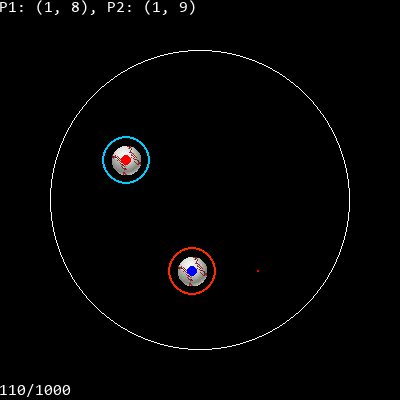 P1: (1, 8), P2: (1, 9)
110/1000